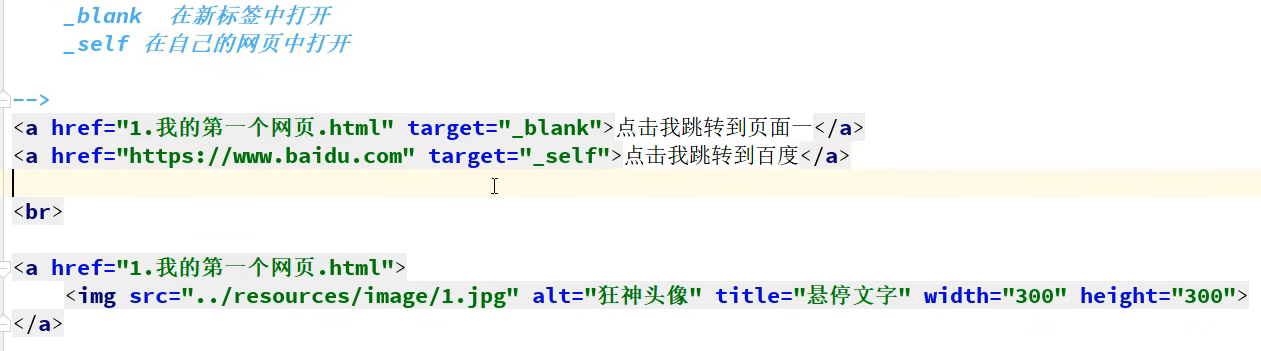 _blank 在新标签中打开
_self 在自己的网页中打开
-->
<a href="1.我的第一个网页.html" target="_blank">点击我跳转到页面一</a>
<a href="https://www.baidu.com" target="_self">点击我跳转到百度</a>
<br>
<a href="1.我的第一个网页.html">
<img src="../resources/image/1.jpg" alt="狂神头像" title="悬停文字" width="300" height="300">
</a>